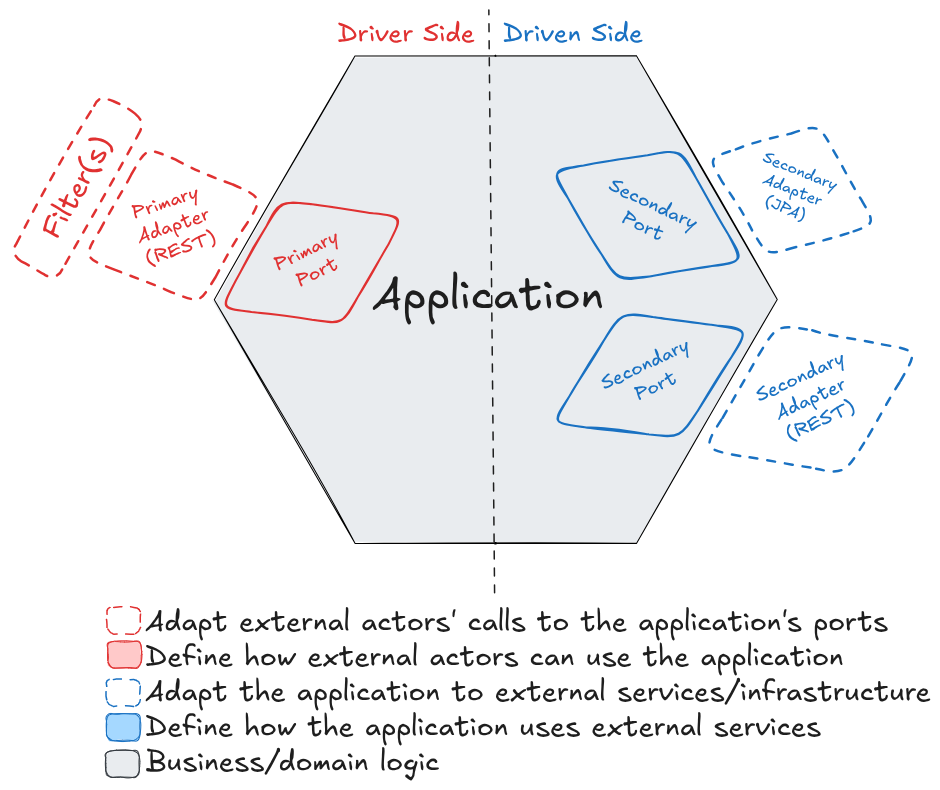 Driver Side
Driven Side
Filter(s)
Primary
Adapter
(REST)
Primary
Port
Application
Secondary
Port
Secondary
Adapter
(JPA)
Secondary
Port
Secondary
Adapter
(REST)
Adapt external actors' calls to the application's ports
Define how external actors can use the application
Adapt the application to external services/infrastructure
Define how the application uses external services
Business/domain logic